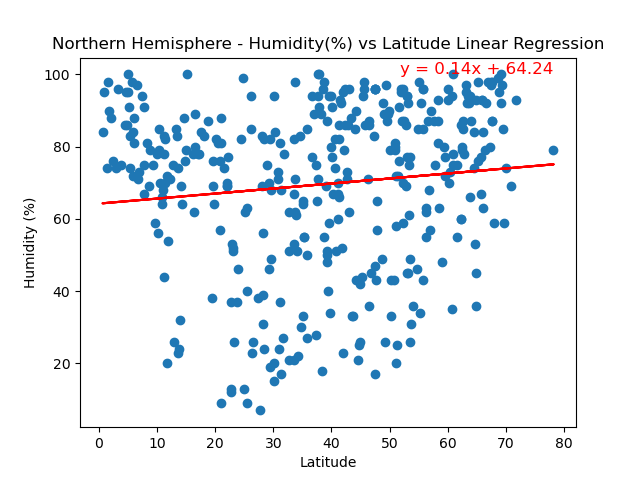 Northern Hemisphere - Humidity(%) vs Latitude Linear Regression
y = 0.14x + 64.24
100
80
60
40
20
Humidity (%)
0 10 20 30 40 50 60 70 80
Latitude